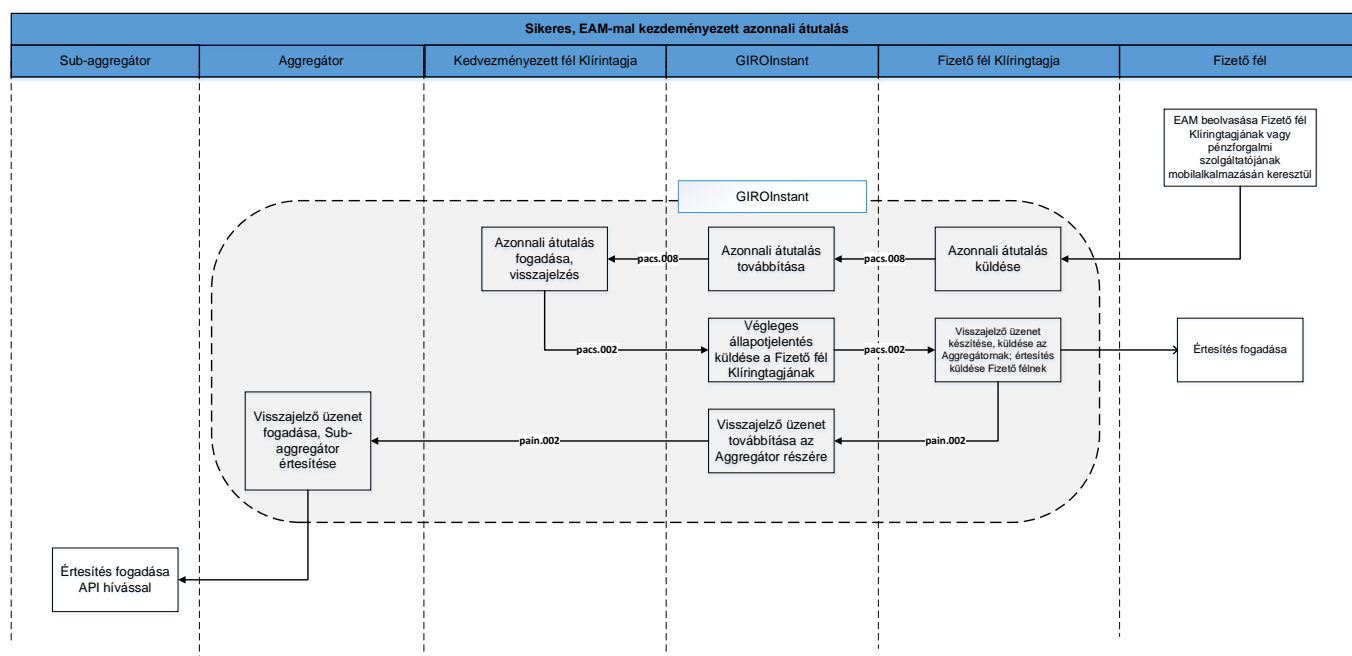 Sikeres, EAM-mal kezdeményezett azonnali átutalás
Sub-aggregátor
Aggregátor
Kedvezményezett fél Klírintagja
GIROInstant
Fizető fél Klíringtagja
Fizető fél
EAM beolvasása Fizető fél
Klíringtagjának vagy
pénzforgalmi
szolgáltatójának
mobilalkalmazásán keresztül
GIROInstant
Azonnali átutalás
fogadása,
visszajelzés
pacs.008
Azonnali átutalás
továbbítása
pacs.008
Azonnali átutalás
küldése
pacs.002
Végleges
állapotjelentés
küldése a Fizető fél
Klíringtagjának
pacs.002
Visszajelző üzenet
készítése, küldése az
Aggregátornak; értesítés
küldése Fizető félnek
Értesítés fogadása
Visszajelző üzenet
fogadása, Sub-
aggregátor
értesítése
pain.002
Visszajelző üzenet
továbbítása az
Aggregátor részére
pain.002
Értesítés fogadása
API hívással